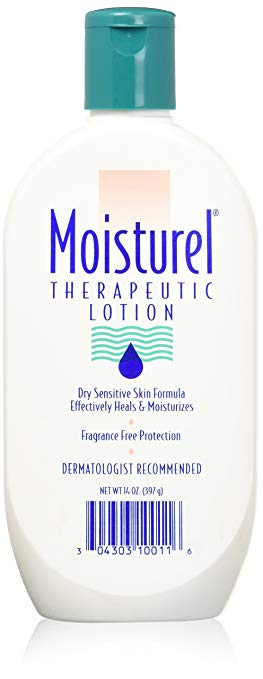 Moisturel®
THERAPEUTIC
LOTION
Dry Sensitive Skin Formula
Effectively Heals & Moisturizes
Fragrance Free Protection
DERMATOLOGIST RECOMMENDED
NET WT 14 OZ. (397 g)
3 04303 10011 6